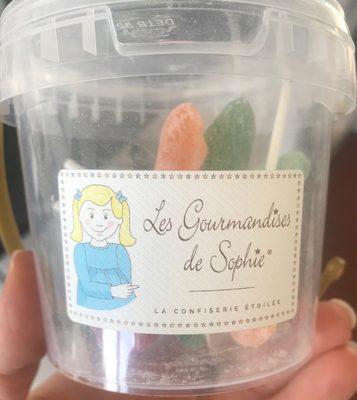 Les Gourmandises
de Sophie®
LA CONFISERIE ÉTOILÉE